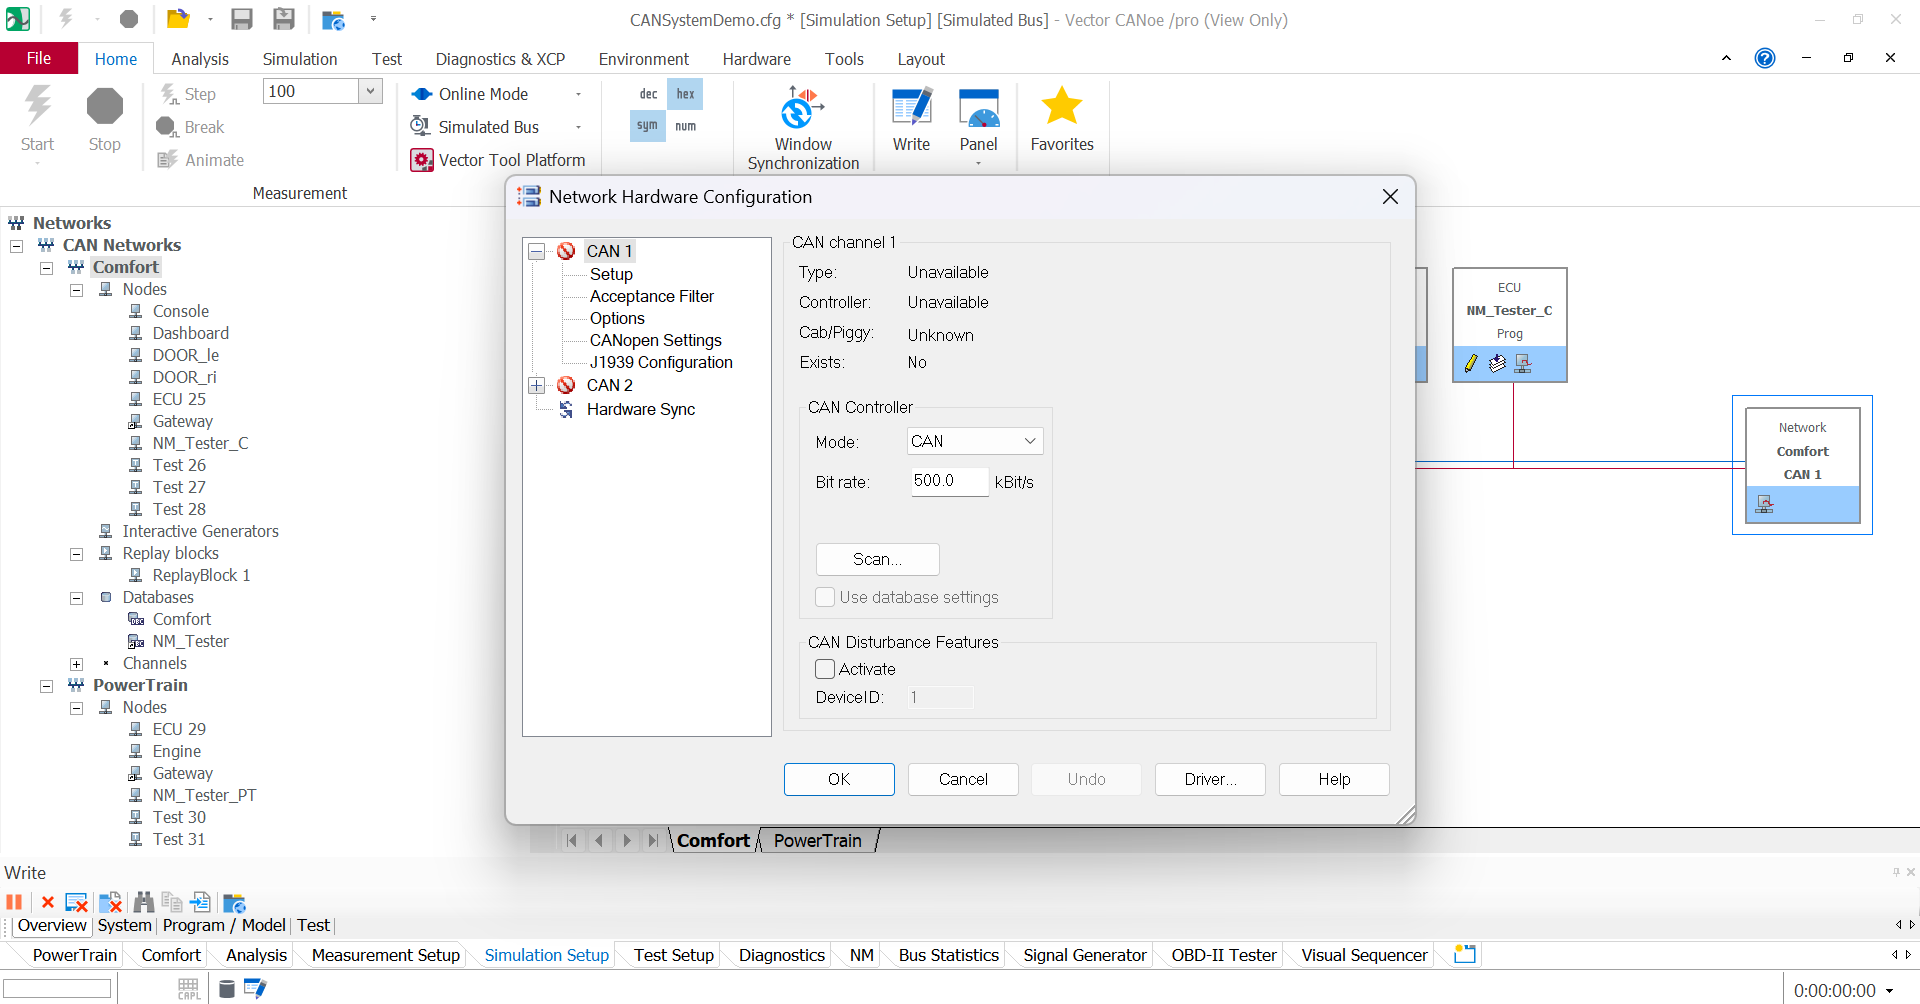 CANSystemDemo.cfg * [Simulation Setup] [Simulated Bus] - Vector CANoe /pro (View Only)
File Home Analysis Simulation Test Diagnostics & XCP Environment Hardware Tools Layout
Start
Stop
Step
Break
Animate
100
Online Mode
Simulated Bus
Vector Tool Platform
dec hex
sym num
Window
Synchronization
Write
Panel
Favorites
Measurement
Networks
CAN Networks
Comfort
Nodes
Console
Dashboard
DOOR_le
DOOR_ri
ECU 25
Gateway
NM_Tester_C
Test 26
Test 27
Test 28
Interactive Generators
Replay blocks
ReplayBlock 1
Databases
Comfort
NM_Tester
Channels
PowerTrain
Nodes
ECU 29
Engine
Gateway
NM_Tester_PT
Test 30
Test 31
Network Hardware Configuration
CAN 1
Setup
Acceptance Filter
Options
CANopen Settings
J1939 Configuration
CAN 2
Hardware Sync
CAN channel 1
Type: Unavailable
Controller: Unavailable
Cab/Piggy: Unknown
Exists: No
CAN Controller
Mode: CAN
Bit rate: 500.0 kBit/s
Scan...
Use database settings
CAN Disturbance Features
Activate
DeviceID: 1
OK Cancel Undo Driver... Help
ECU
NM_Tester_C
Prog
Network
Comfort
CAN 1
Comfort PowerTrain
Write
Overview System Program / Model Test
PowerTrain Comfort Analysis Measurement Setup Simulation Setup Test Setup Diagnostics NM Bus Statistics Signal Generator OBD-II Tester Visual Sequencer
CAPL
0:00:00:00